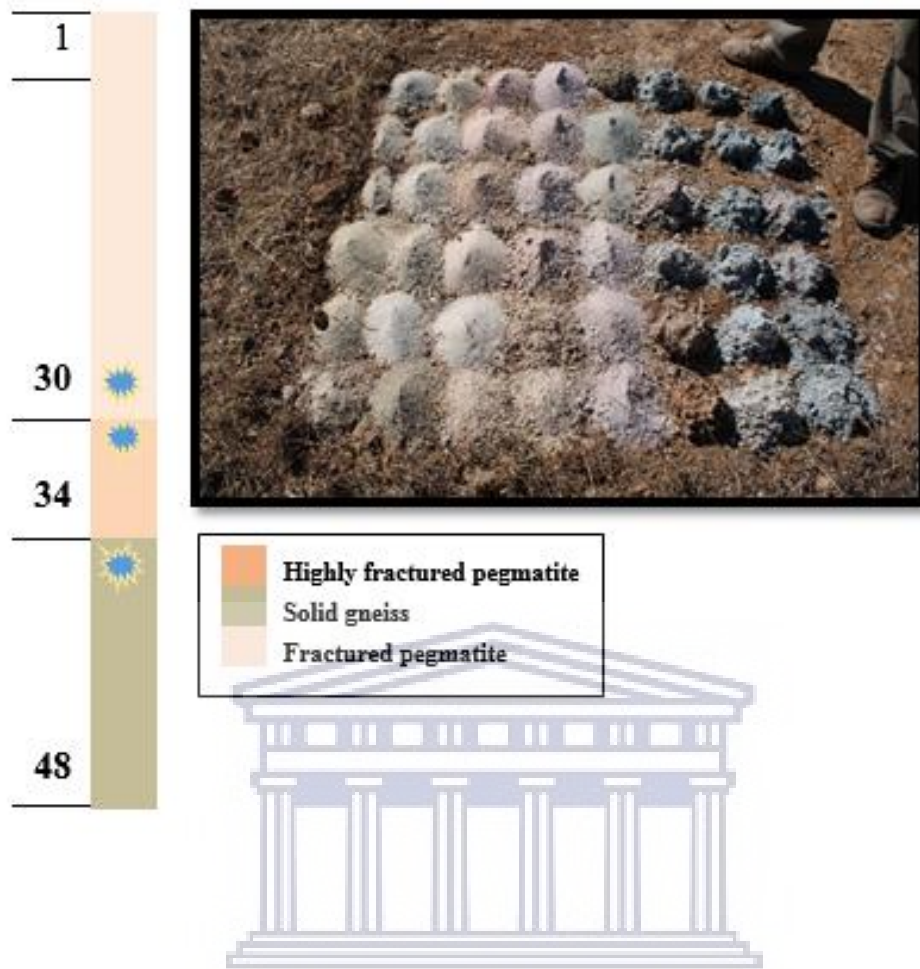 1
30
34
48
Highly fractured pegmatite
Solid gneiss
Fractured pegmatite